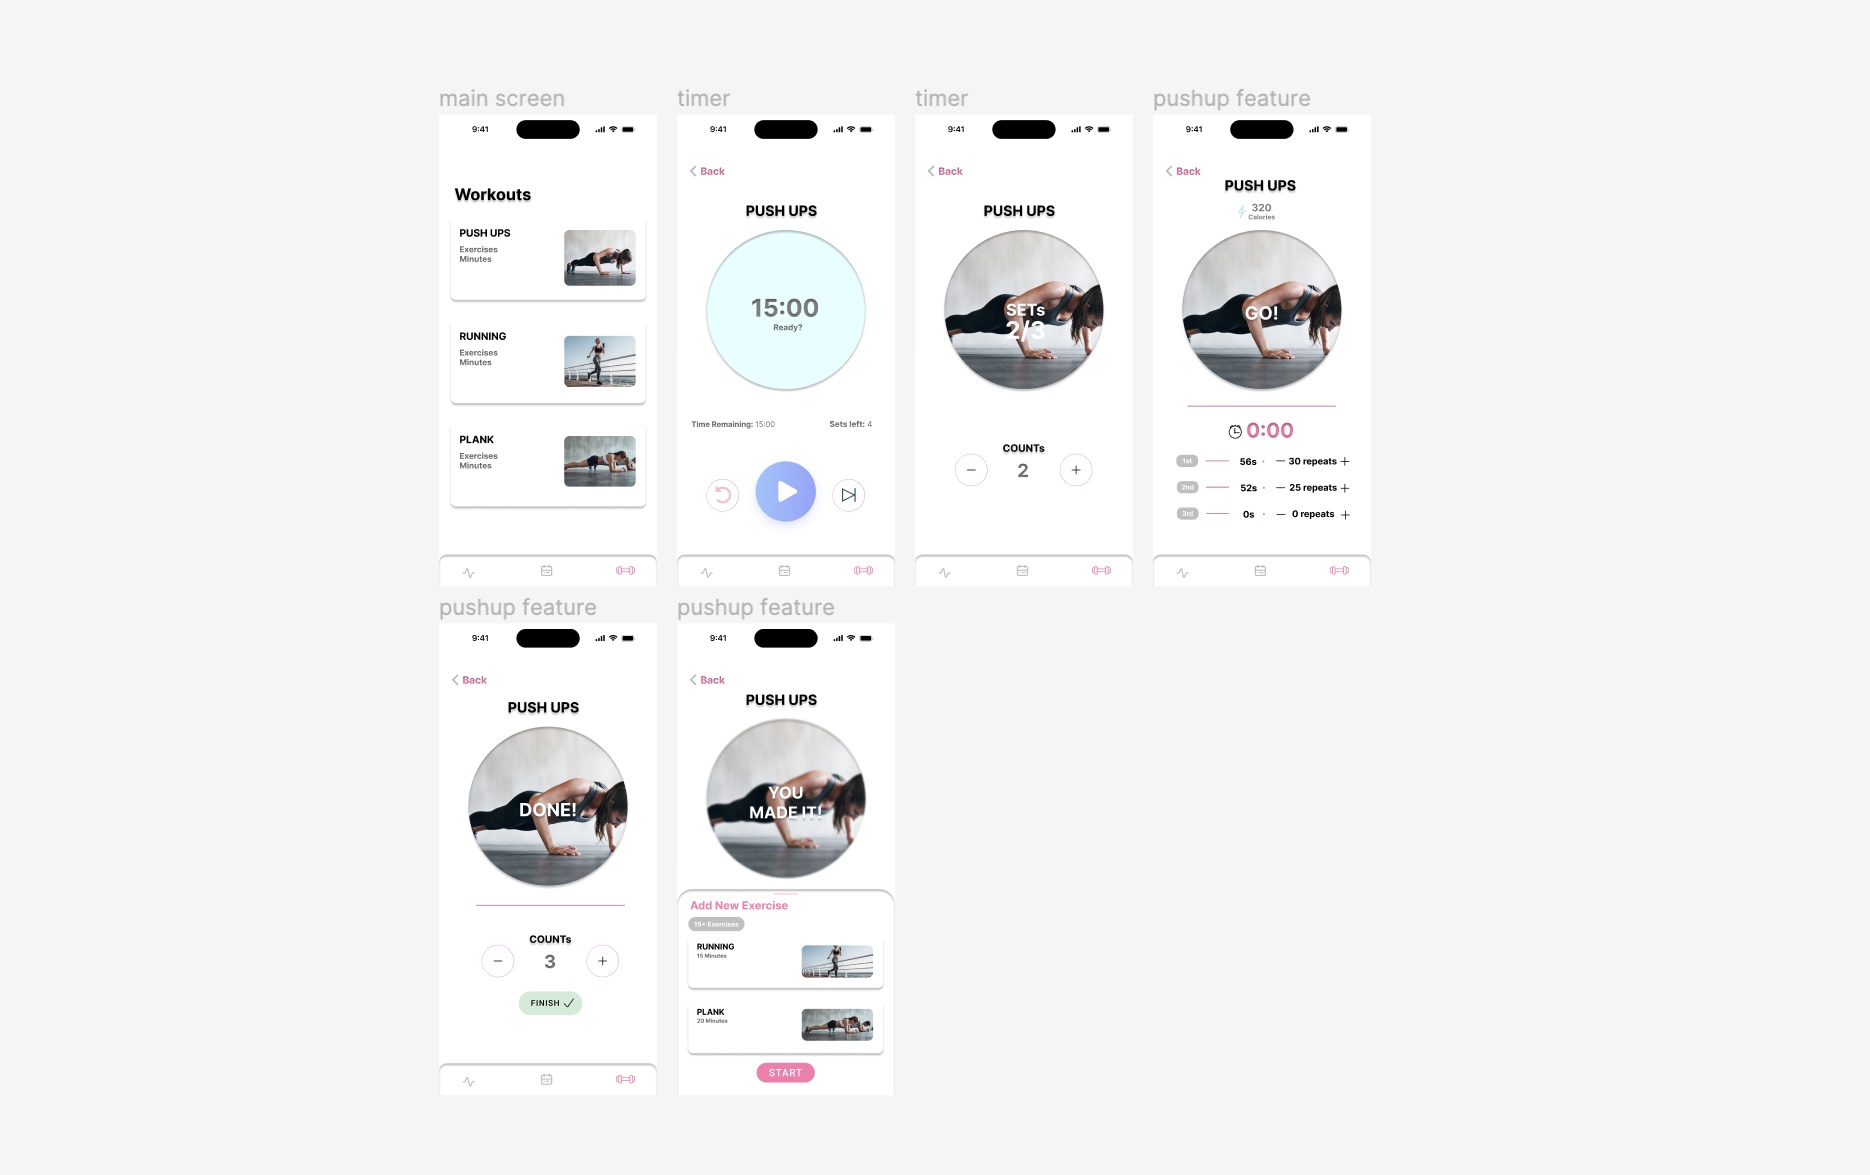 main screen
9:41
Workouts
PUSH UPS
Exercises
Minutes
RUNNING
Exercises
Minutes
PLANK
Exercises
Minutes
timer
9:41
Back
PUSH UPS
15:00
Ready?
Time Remaining: 15:00
Sets left: 4
timer
9:41
Back
PUSH UPS
SETs
2/3
COUNTs
2
pushup feature
9:41
Back
PUSH UPS
320
Calories
GO!
0:00
1st 56s - — 30 repeats +
2nd 52s - — 25 repeats +
3rd 0s - — 0 repeats +
pushup feature
9:41
Back
PUSH UPS
DONE!
COUNTs
3
FINISH
pushup feature
9:41
Back
PUSH UPS
YOU
MADE IT!
Add New Exercise
15+ Exercises
RUNNING
15 Minutes
PLANK
20 Minutes
START